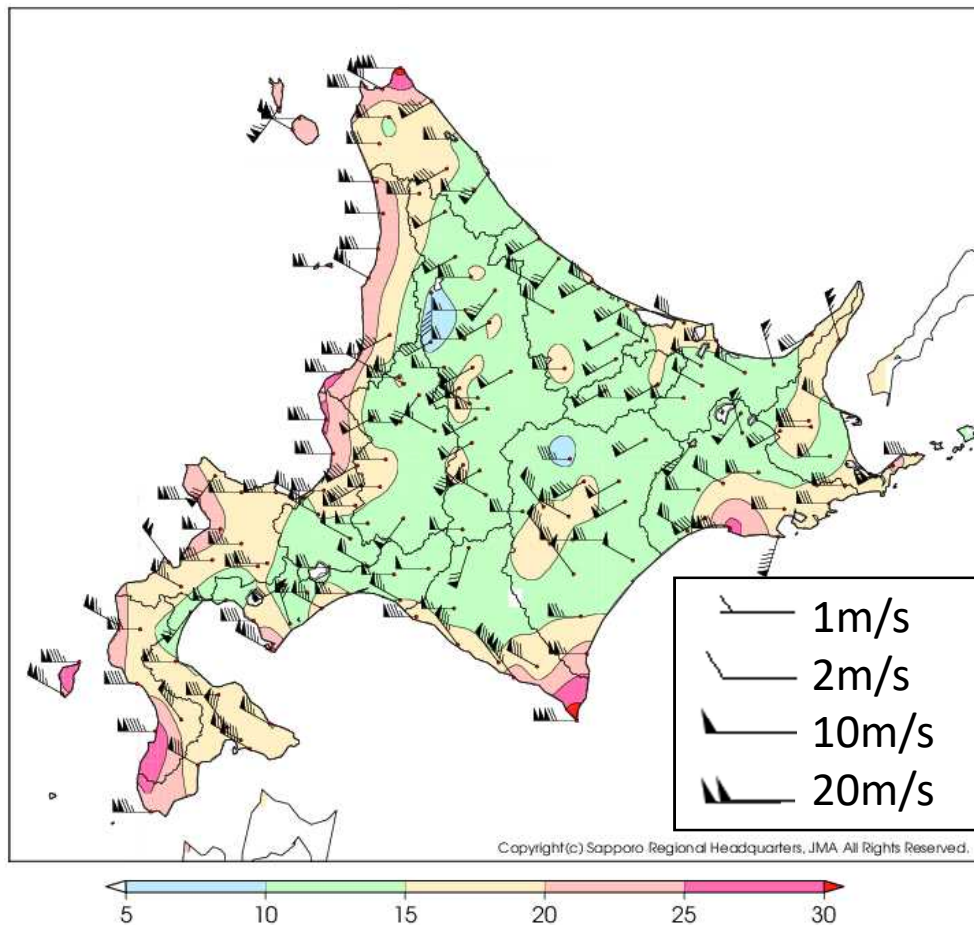 1m/s
2m/s
10m/s
20m/s
Copyright(c) Sapporo Regional Headquarters, JMA All Rights Reserved.
5 10 15 20 25 30